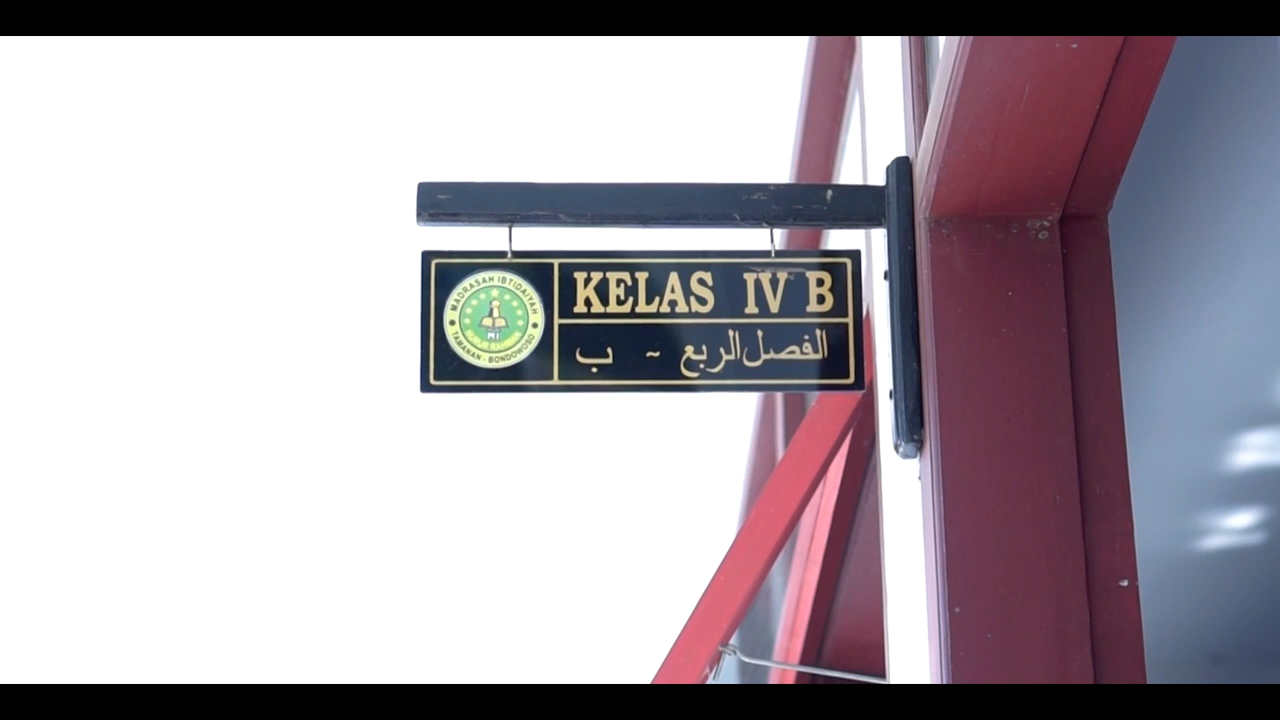 KELAS IV B
الفصل الربع ~ ب
MADRASAH IBTIDAIYAH
MI
TAMANAN - BONDOWOSO